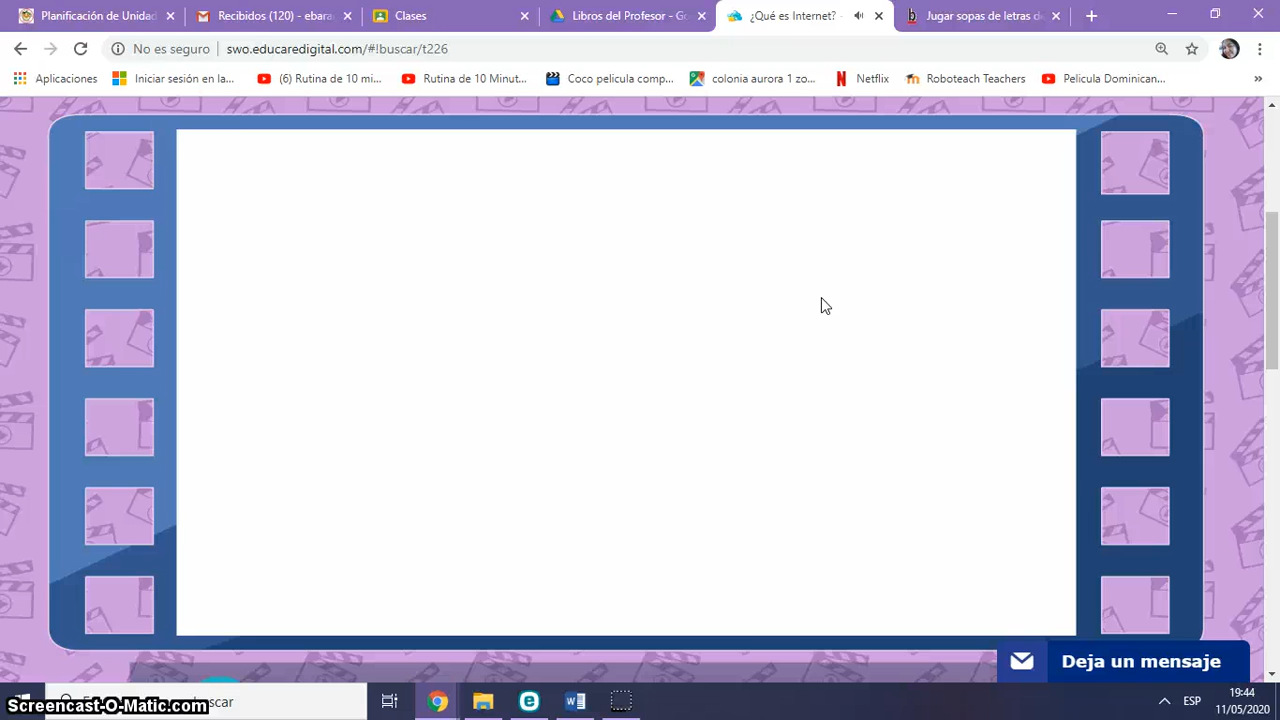 Planificación de Unidad
Recibidos (120) - ebara
Clases
Libros del Profesor - Go
¿Qué es Internet? -
Jugar sopas de letras de
No es seguro
swo.educaredigital.com/#!buscar/t226
Aplicaciones
Iniciar sesión en la...
(6) Rutina de 10 mi...
Rutina de 10 Minut...
Coco pelicula comp...
colonia aurora 1 zo...
Netflix
Roboteach Teachers
Pelicula Dominican...
»
Deja un mensaje
buscar
Screencast-O-Matic.com
ESP
19:44
11/05/2020